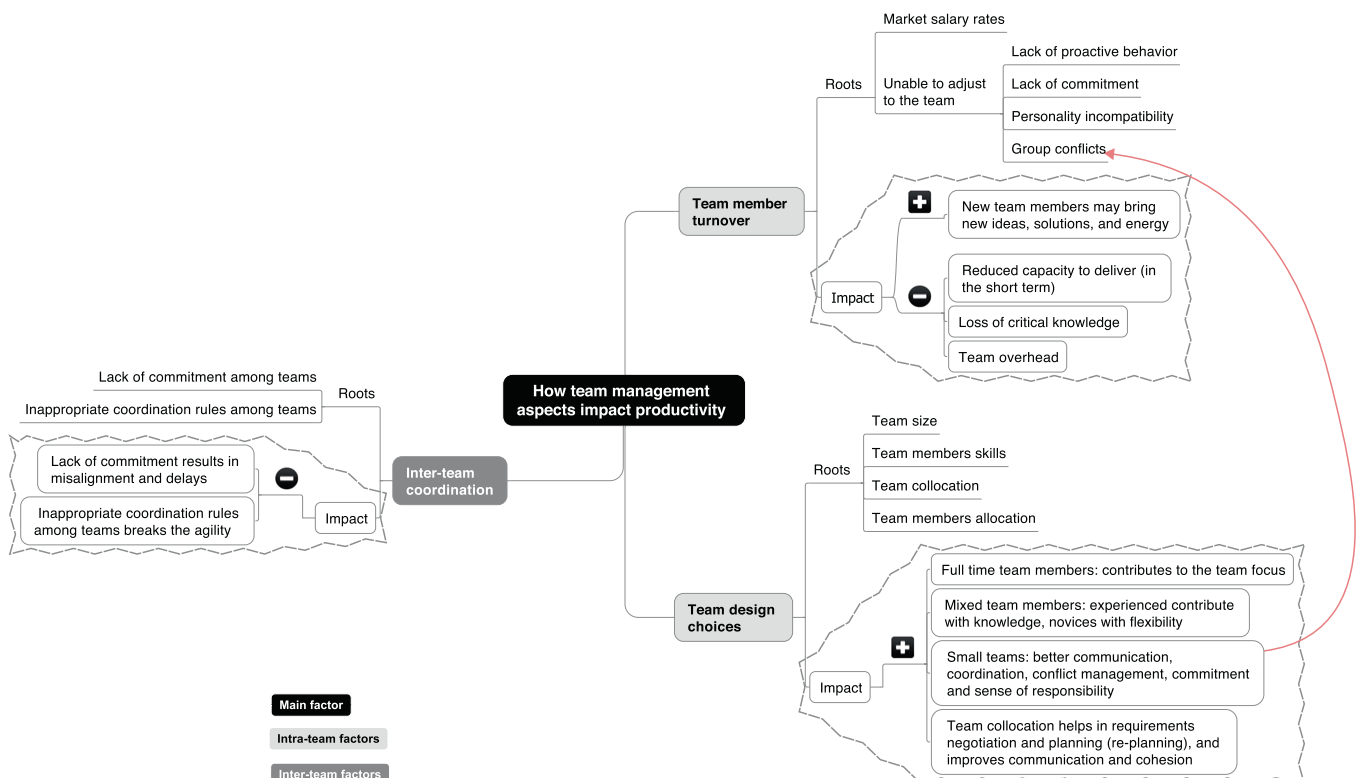 Market salary rates
Lack of proactive behavior
Roots
Unable to adjust
to the team
Lack of commitment
Personality incompatibility
Group conflicts
Team member
turnover
New team members may bring
new ideas, solutions, and energy
Reduced capacity to deliver (in
the short term)
Impact
Loss of critical knowledge
Team overhead
How team management
aspects impact productivity
Lack of commitment among teams
Roots
Inappropriate coordination rules among teams
Inter-team
coordination
Lack of commitment results in
misalignment and delays
Impact
Inappropriate coordination rules
among teams breaks the agility
Team size
Team members skills
Roots
Team collocation
Team members allocation
Team design
choices
Full time team members: contributes to the team focus
Mixed team members: experienced contribute
with knowledge, novices with flexibility
Impact
Small teams: better communication,
coordination, conflict management, commitment
and sense of responsibility
Team collocation helps in requirements
negotiation and planning (re-planning), and
improves communication and cohesion
Main factor
Intra-team factors
Inter-team factors